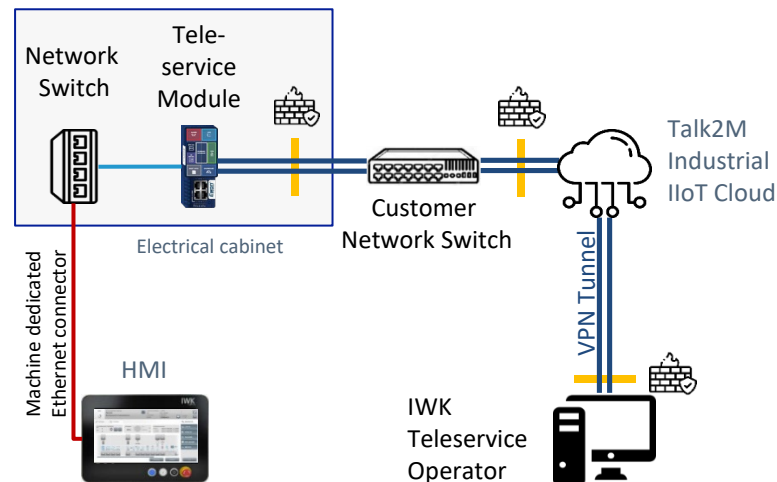 Network
Switch
Tele-
service
Module
Electrical cabinet
Customer
Network Switch
Talk2M
Industrial
IIoT Cloud
VPN Tunnel
Machine dedicated
Ethernet connector
HMI
IWK
IWK
Teleservice
Operator